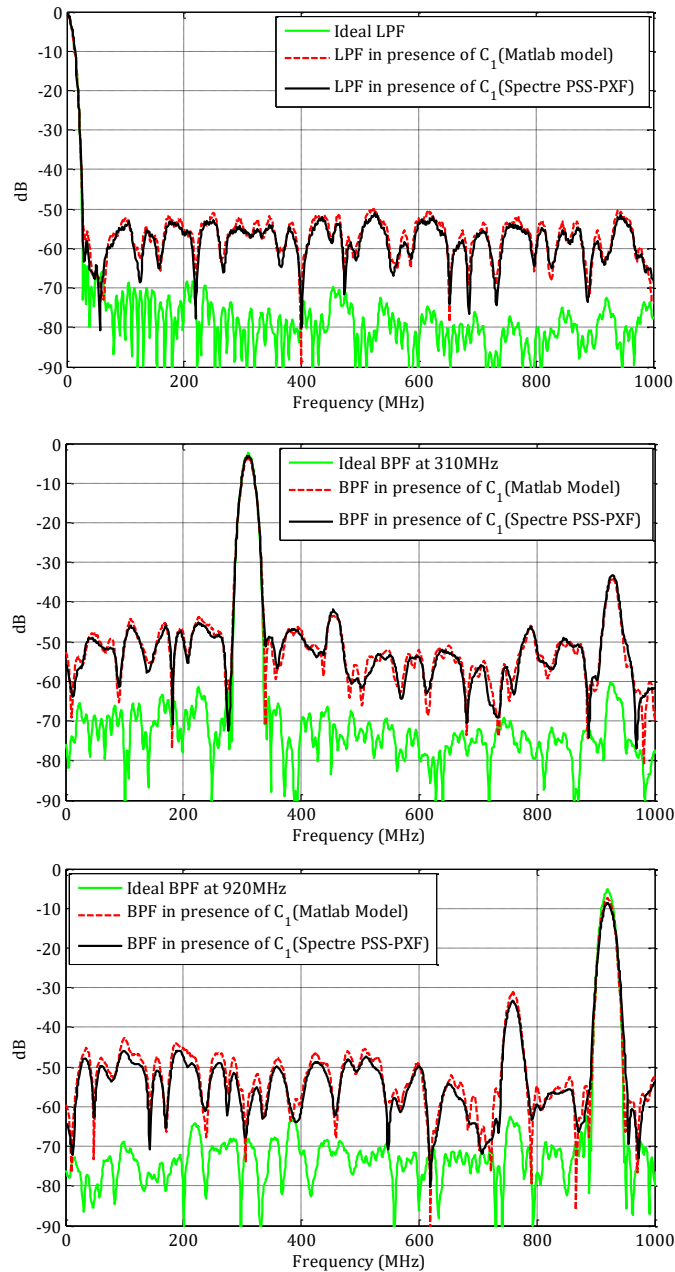 0
-10
-20
-30
-40
-50
-60
-70
-80
-90
dB
Ideal LPF
LPF in presence of C1(Matlab model)
LPF in presence of C1(Spectre PSS-PXF)
0 200 400 600 800 1000
Frequency (MHz)
0
-10
-20
-30
-40
-50
-60
-70
-80
-90
dB
Ideal BPF at 310MHz
BPF in presence of C1(Matlab Model)
BPF in presence of C1(Spectre PSS-PXF)
0 200 400 600 800 1000
Frequency (MHz)
0
-10
-20
-30
-40
-50
-60
-70
-80
-90
dB
Ideal BPF at 920MHz
BPF in presence of C1(Matlab Model)
BPF in presence of C1(Spectre PSS-PXF)
0 200 400 600 800 1000
Frequency (MHz)